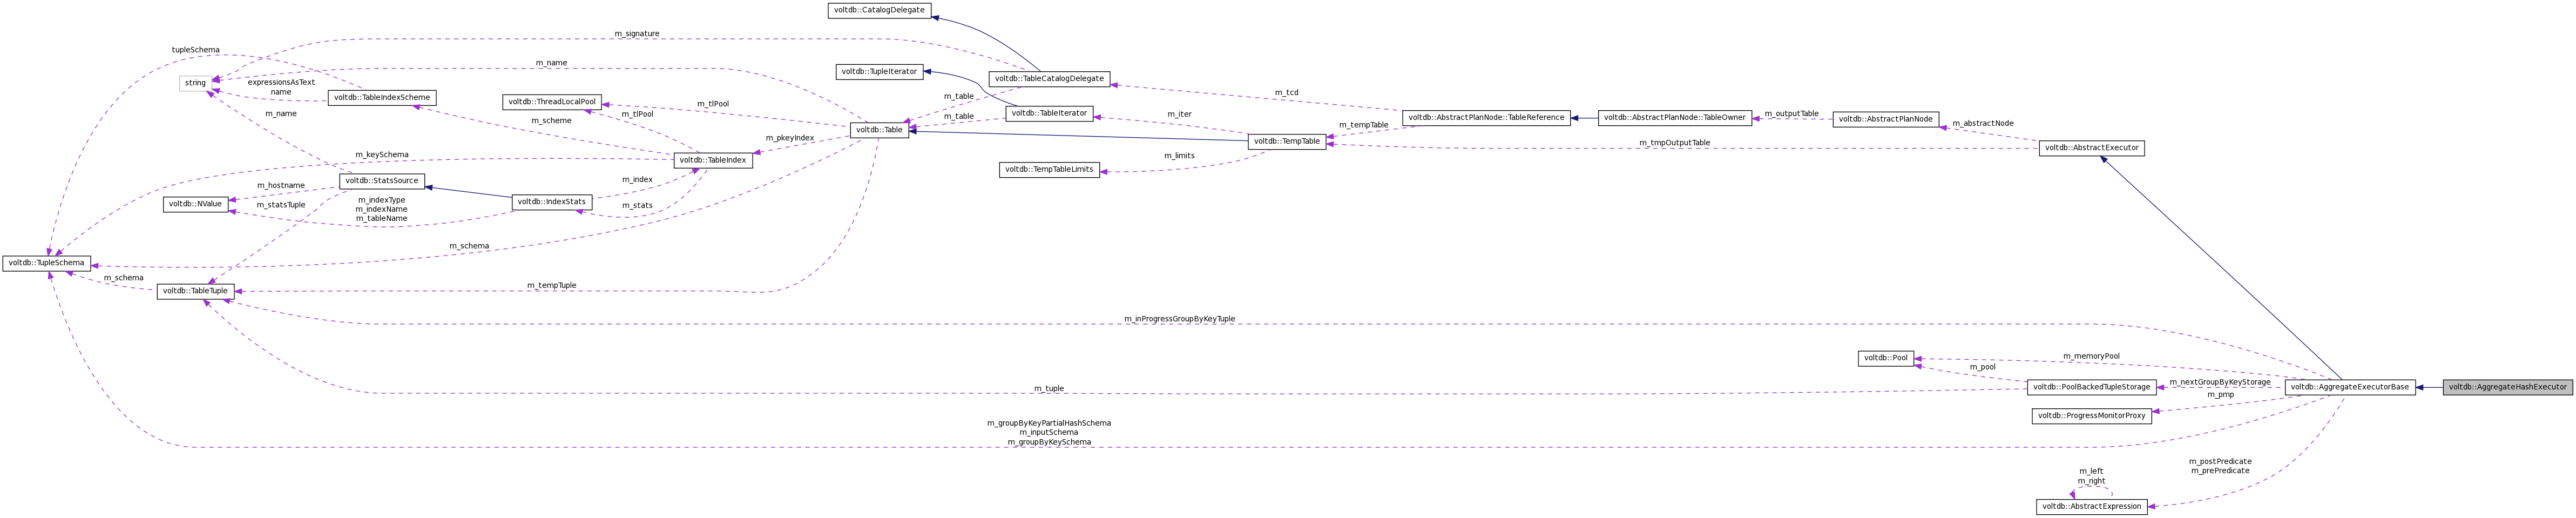 voltdb::CatalogDelegate
m_signature
tupleSchema
m_name
voltdb::TupleIterator
voltdb::TableCatalogDelegate
string
expressionsAsText
name
m_tcd
voltdb::TableIndexScheme
voltdb::ThreadLocalPool
m_tlPool
m_table
m_name
m_scheme
m_tlPool
m_table
voltdb::TableIterator
m_iter
voltdb::AbstractPlanNode::TableReference
voltdb::AbstractPlanNode::TableOwner
m_outputTable
voltdb::AbstractPlanNode
m_tempTable
m_abstractNode
voltdb::Table
m_pkeyIndex
voltdb::TempTable
m_tmpOutputTable
voltdb::AbstractExecutor
m_keySchema
voltdb::TableIndex
m_limits
voltdb::TempTableLimits
m_hostname
voltdb::StatsSource
m_index
voltdb::NValue
m_statsTuple
m_indexType
m_indexName
m_tableName
voltdb::IndexStats
m_stats
m_schema
voltdb::TupleSchema
m_schema
voltdb::TableTuple
m_tempTuple
m_inProgressGroupByKeyTuple
voltdb::Pool
m_memoryPool
m_pool
m_tuple
voltdb::PoolBackedTupleStorage
m_nextGroupByKeyStorage
voltdb::AggregateExecutorBase
voltdb::AggregateHashExecutor
m_pmp
voltdb::ProgressMonitorProxy
m_groupByKeyPartialHashSchema
m_inputSchema
m_groupByKeySchema
m_postPredicate
m_prePredicate
m_left
m_right
voltdb::AbstractExpression